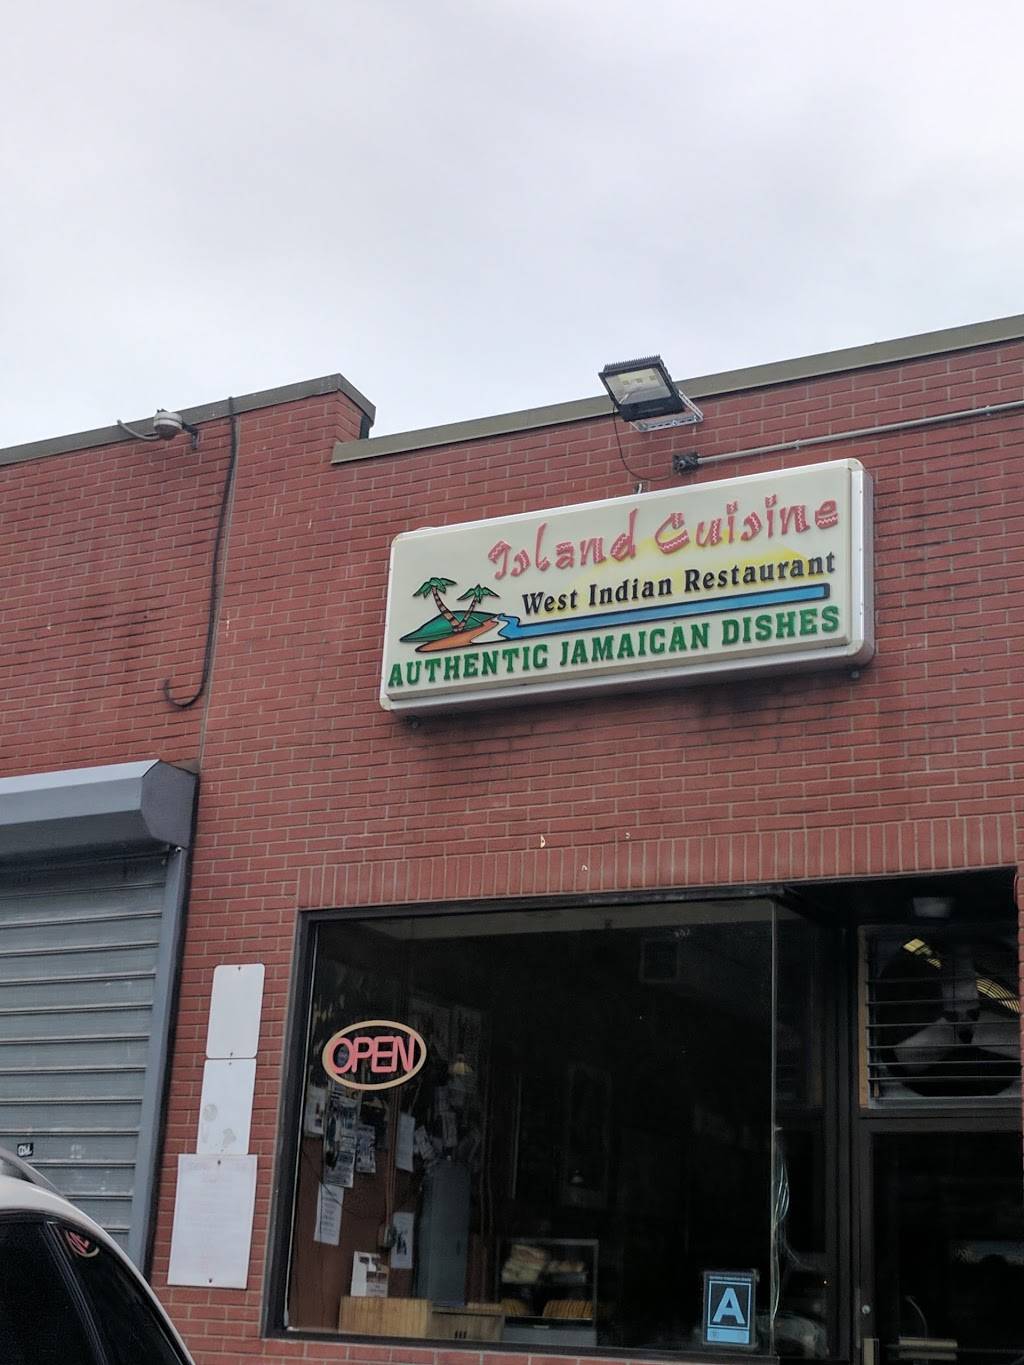 Island Cuisine
West Indian Restaurant
AUTHENTIC JAMAICAN DISHES
OPEN
A